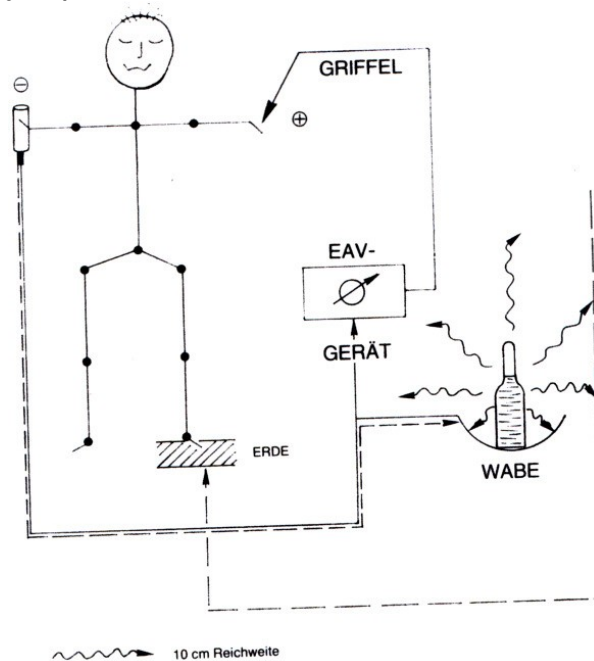 ⊖
GRIFFEL
⊕
EAV-
GERÄT
ERDE
WABE
10 cm Reichweite